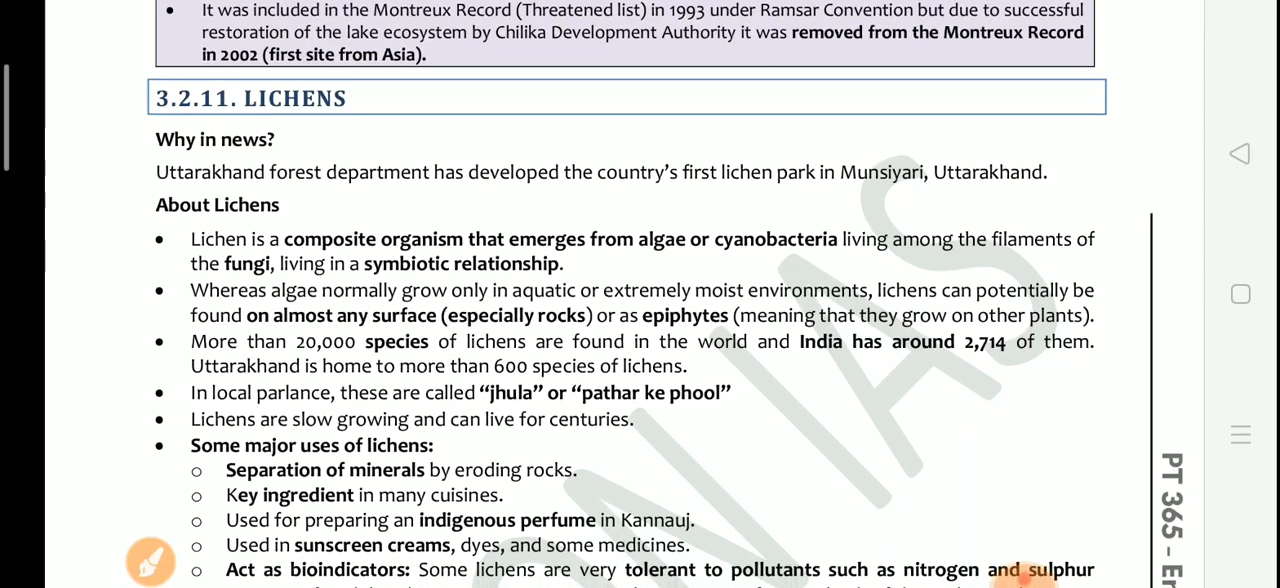 • It was included in the Montreux Record (Threatened list) in 1993 under Ramsar Convention but due to successful
restoration of the lake ecosystem by Chilika Development Authority it was removed from the Montreux Record
in 2002 (first site from Asia).
3.2.11. LICHENS
Why in news?
Uttarakhand forest department has developed the country’s first lichen park in Munsiyari, Uttarakhand.
About Lichens
• Lichen is a composite organism that emerges from algae or cyanobacteria living among the filaments of
the fungi, living in a symbiotic relationship.
• Whereas algae normally grow only in aquatic or extremely moist environments, lichens can potentially be
found on almost any surface (especially rocks) or as epiphytes (meaning that they grow on other plants).
• More than 20,000 species of lichens are found in the world and India has around 2,714 of them.
Uttarakhand is home to more than 600 species of lichens.
• In local parlance, these are called “jhula” or “pathar ke phool”
• Lichens are slow growing and can live for centuries.
• Some major uses of lichens:
o Separation of minerals by eroding rocks.
o Key ingredient in many cuisines.
o Used for preparing an indigenous perfume in Kannauj.
o Used in sunscreen creams, dyes, and some medicines.
o Act as bioindicators: Some lichens are very tolerant to pollutants such as nitrogen and sulphur
ON IAS
PT 365 - Er